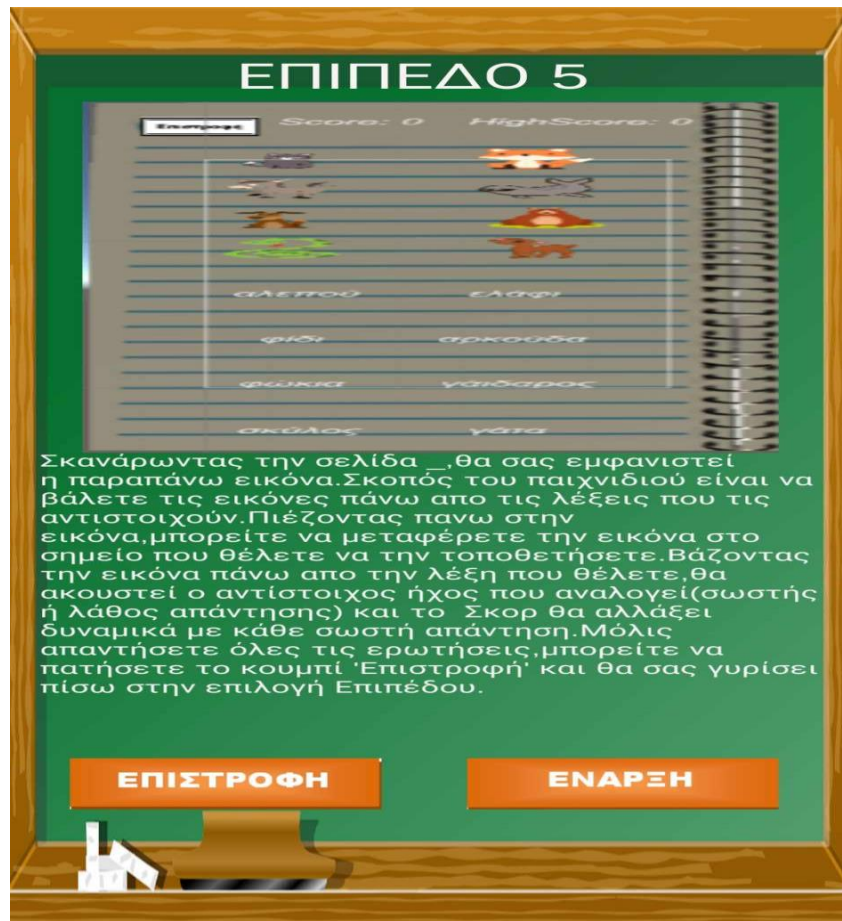 ΕΠΙΠΕΔΟ 5
Επιστροφή Score: 0 HighScore: 0
αλεπού ελάφι
φίδι αρκούδα
φώκια γάιδαρος
σκύλος γάτα
Σκανάρωντας την σελίδα _,θα σας εμφανιστεί
η παραπάνω εικόνα.Σκοπός του παιχνιδιού είναι να
βάλετε τις εικόνες πάνω απο τις λέξεις που τις
αντιστοιχούν.Πιέζοντας πανω στην
εικόνα,μπορείτε να μεταφέρετε την εικόνα στο
σημείο που θέλετε να την τοποθετήσετε.Βάζοντας
την εικόνα πάνω απο την λέξη που θέλετε,θα
ακουστεί ο αντίστοιχος ήχος που αναλογεί(σωστής
ή λάθος απάντησης) και το Σκορ θα αλλάξει
δυναμικά με κάθε σωστή απάντηση.Μόλις
απαντήσετε όλες τις ερωτήσεις,μπορείτε να
πατήσετε το κουμπί 'Επιστροφή' και θα σας γυρίσει
πίσω στην επιλογή Επιπέδου.
ΕΠΙΣΤΡΟΦΗ ΕΝΑΡΞΗ